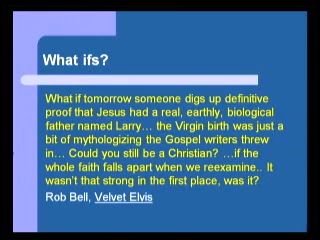 What ifs?
What if tomorrow someone digs up definitive
proof that Jesus had a real, earthly, biological
father named Larry… the Virgin birth was just a
bit of mythologizing the Gospel writers threw
in… Could you still be a Christian? …if the
whole faith falls apart when we reexamine.. It
wasn't that strong in the first place, was it?
Rob Bell, Velvet Elvis